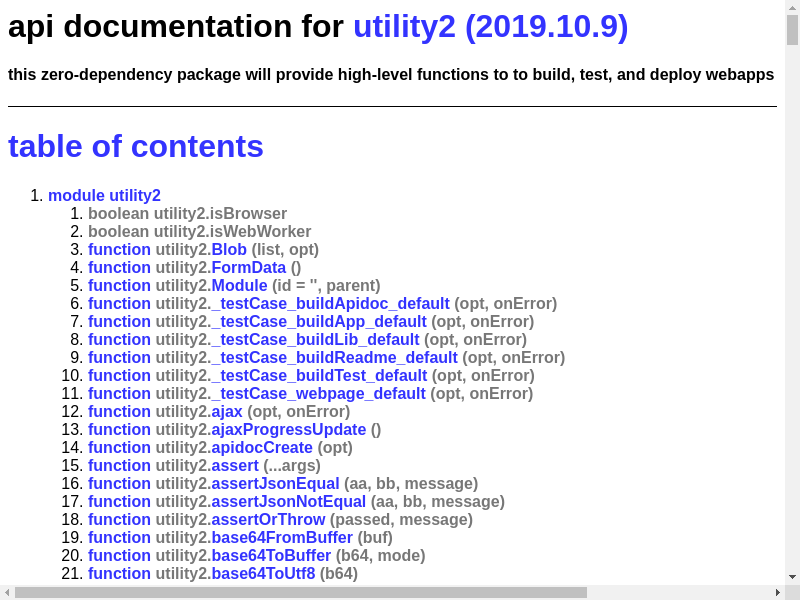 api documentation for utility2 (2019.10.9)
this zero-dependency package will provide high-level functions to to build, test, and deploy webapps
table of contents
1. module utility2
1. boolean utility2.isBrowser
2. boolean utility2.isWebWorker
3. function utility2.Blob (list, opt)
4. function utility2.FormData ()
5. function utility2.Module (id = '', parent)
6. function utility2._testCase_buildApidoc_default (opt, onError)
7. function utility2._testCase_buildApp_default (opt, onError)
8. function utility2._testCase_buildLib_default (opt, onError)
9. function utility2._testCase_buildReadme_default (opt, onError)
10. function utility2._testCase_buildTest_default (opt, onError)
11. function utility2._testCase_webpage_default (opt, onError)
12. function utility2.ajax (opt, onError)
13. function utility2.ajaxProgressUpdate ()
14. function utility2.apidocCreate (opt)
15. function utility2.assert (...args)
16. function utility2.assertJsonEqual (aa, bb, message)
17. function utility2.assertJsonNotEqual (aa, bb, message)
18. function utility2.assertOrThrow (passed, message)
19. function utility2.base64FromBuffer (buf)
20. function utility2.base64ToBuffer (b64, mode)
21. function utility2.base64ToUtf8 (b64)